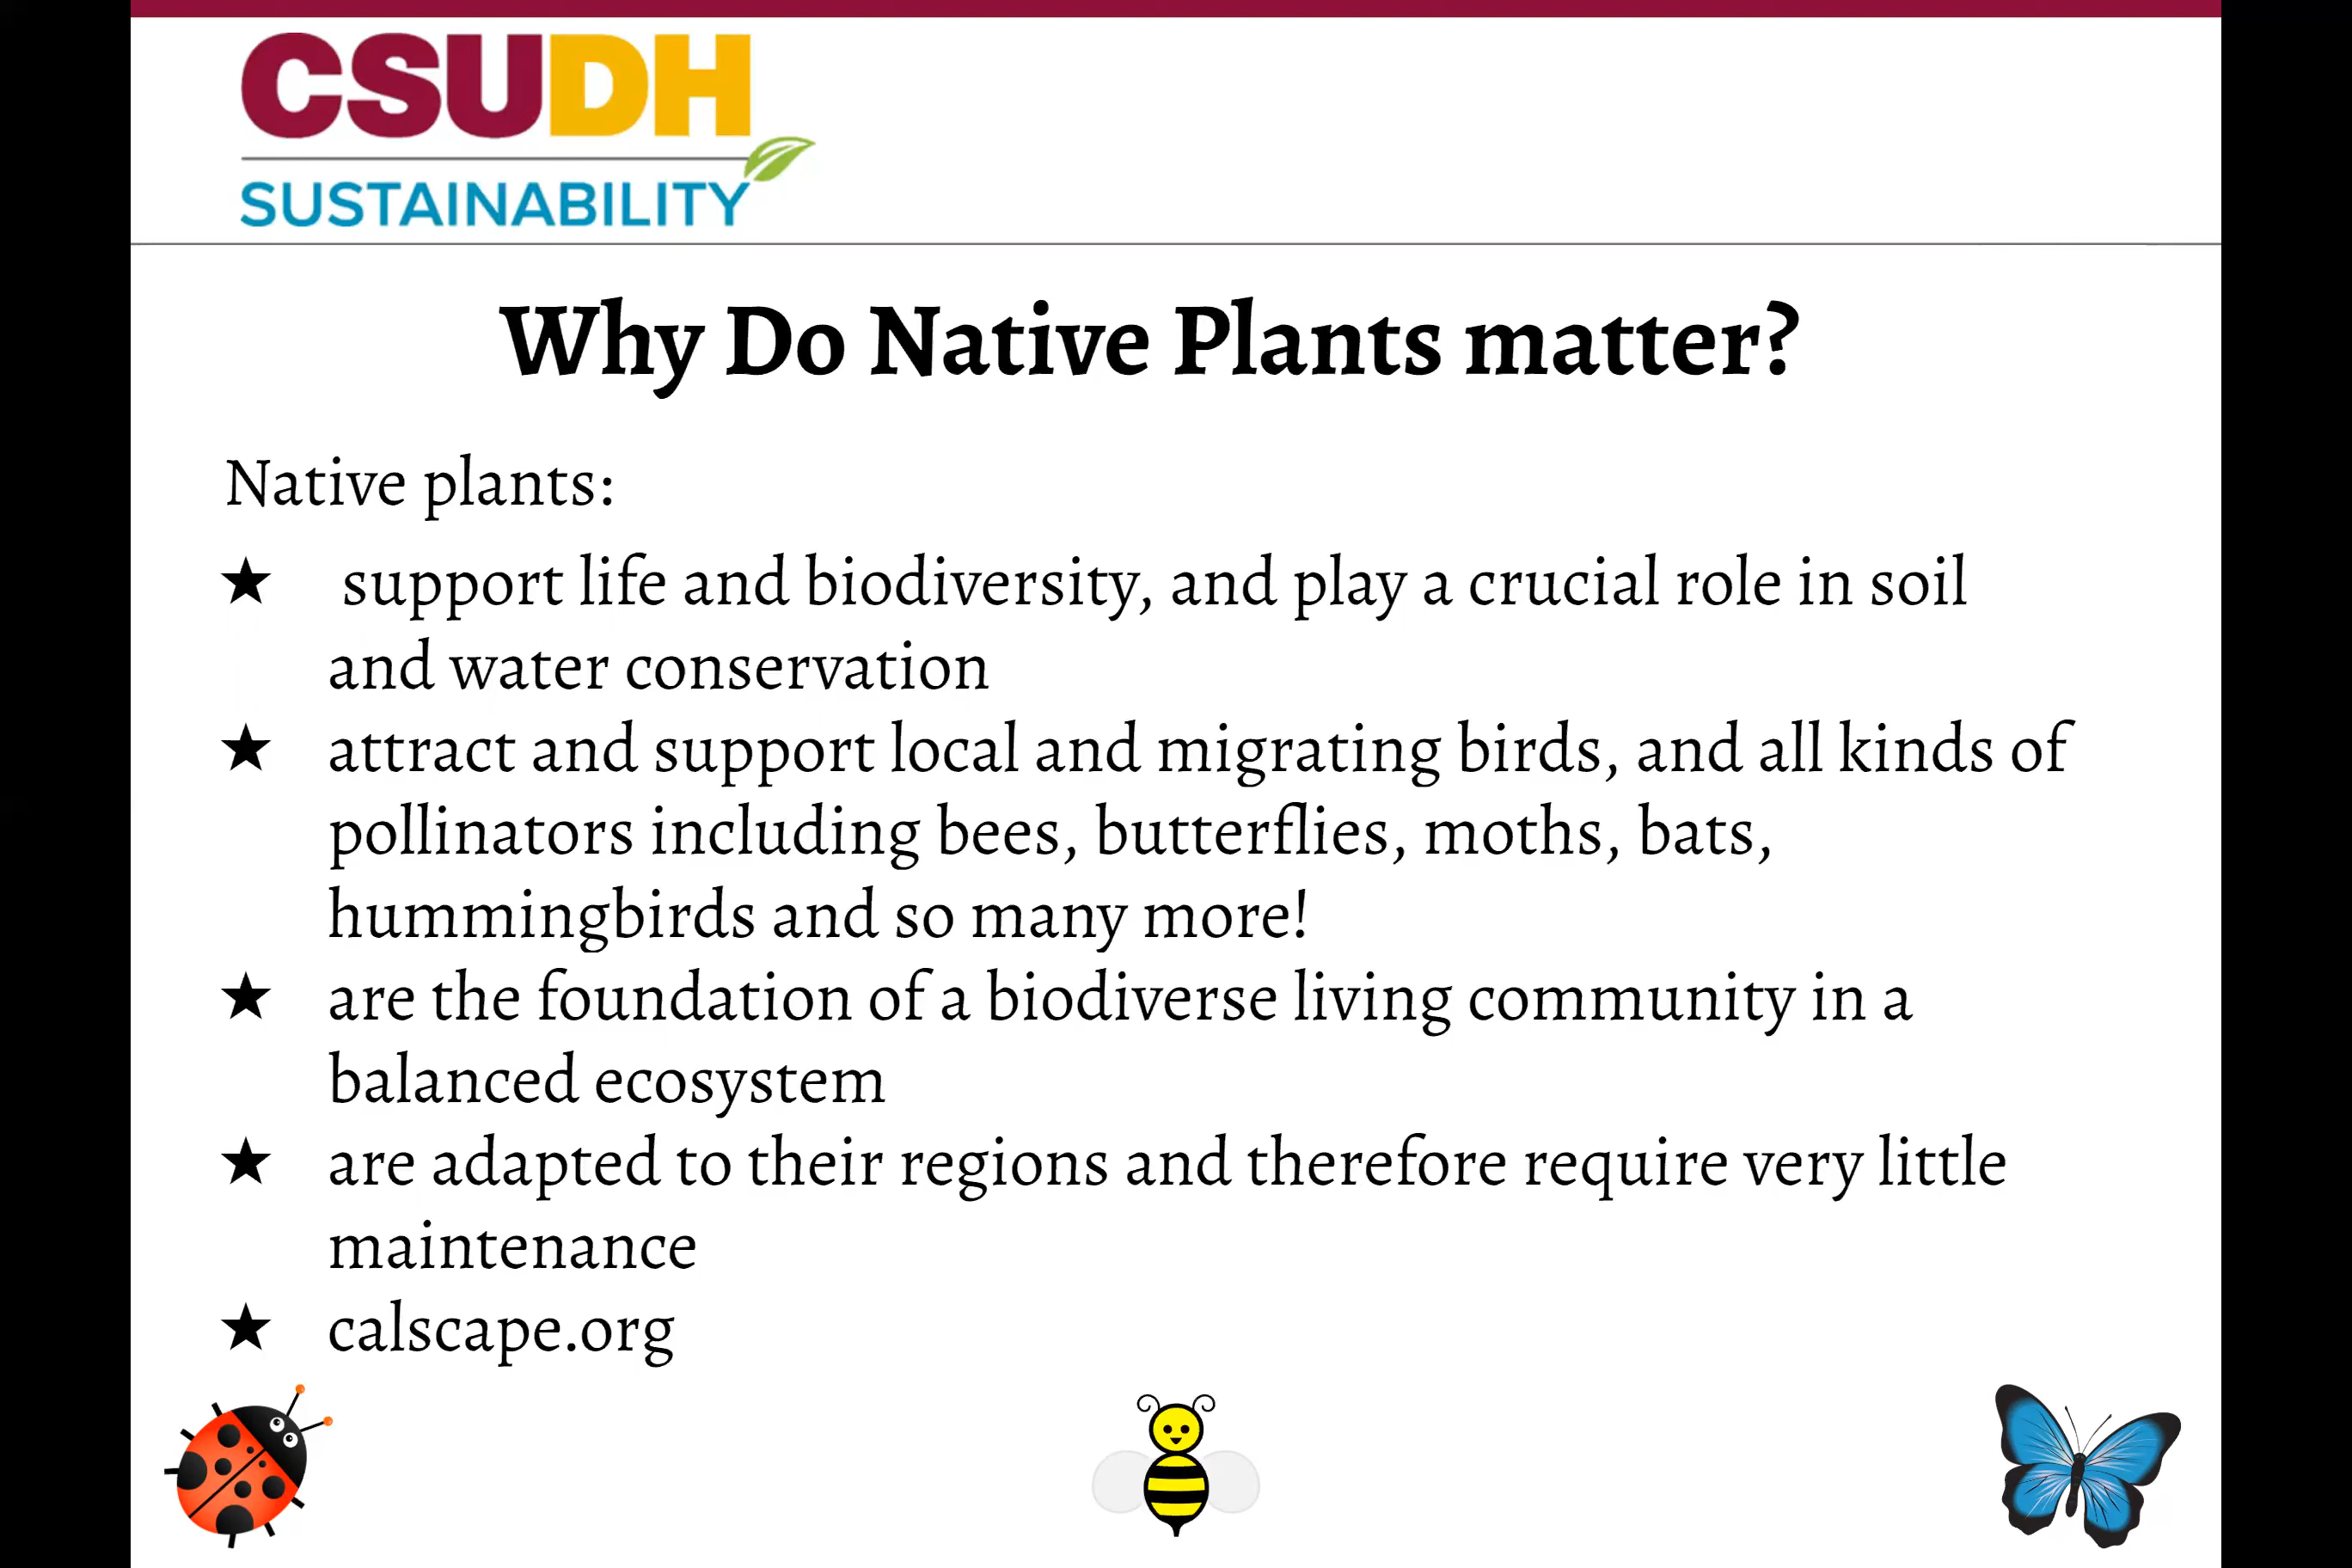 CSUDH
SUSTAINABILITY
Why Do Native Plants matter?
Native plants:
★ support life and biodiversity, and play a crucial role in soil
and water conservation
★ attract and support local and migrating birds, and all kinds of
pollinators including bees, butterflies, moths, bats,
hummingbirds and so many more!
★ are the foundation of a biodiverse living community in a
balanced ecosystem
★ are adapted to their regions and therefore require very little
maintenance
★ calscape.org